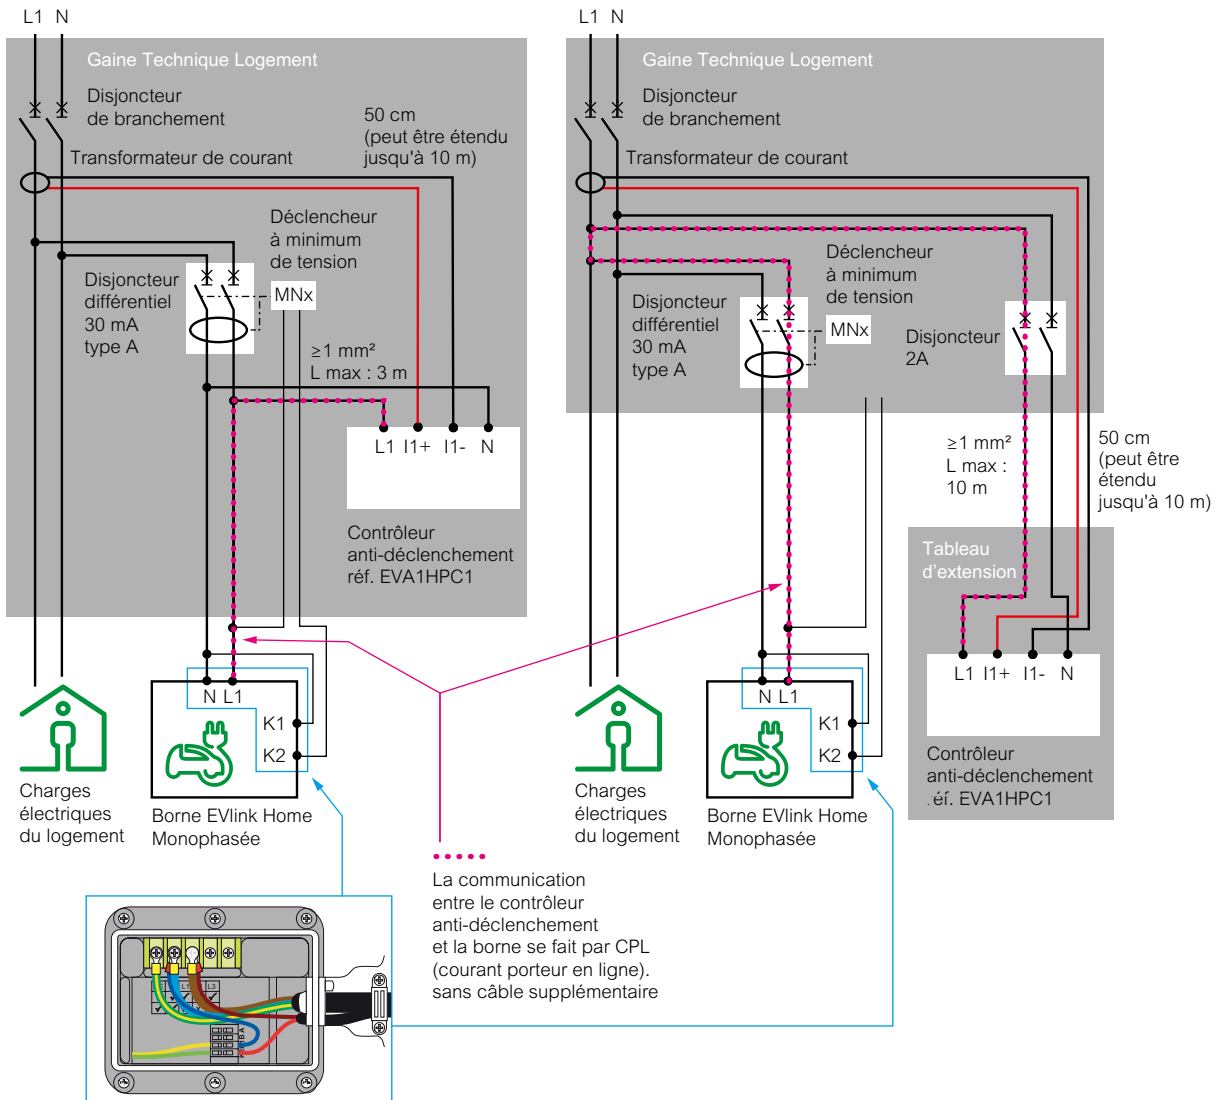 L1 N
Gaine Technique Logement
Disjoncteur
de branchement
50 cm
(peut être étendu
jusqu'à 10 m)
Transformateur de courant
Déclencheur
à minimum
de tension
Disjoncteur
différentiel
30 mA
type A
MNx
≥1 mm²
L max : 3 m
L1 I1+ I1- N
Contrôleur
anti-déclenchement
réf. EVA1HPC1
N L1
K1
K2
Charges
électriques
du logement
Borne EVlink Home
Monophasée
L1 N
Gaine Technique Logement
Disjoncteur
de branchement
Transformateur de courant
Déclencheur
à minimum
de tension
Disjoncteur
différentiel
30 mA
type A
MNx
Disjoncteur
2A
≥1 mm²
L max :
10 m
50 cm
(peut être
étendu
jusqu'à 10 m)
Tableau
d'extension
L1 I1+ I1- N
Contrôleur
anti-déclenchement
réf. EVA1HPC1
N L1
K1
K2
Charges
électriques
du logement
Borne EVlink Home
Monophasée
La communication
entre le contrôleur
anti-déclenchement
et la borne se fait par CPL
(courant porteur en ligne).
sans câble supplémentaire